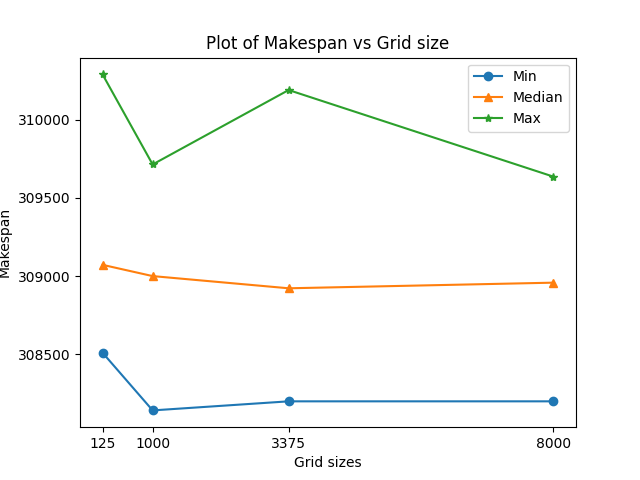 Plot of Makespan vs Grid size
Min
Median
Max
310000
309500
309000
308500
Makespan
125 1000 3375 8000
Grid sizes